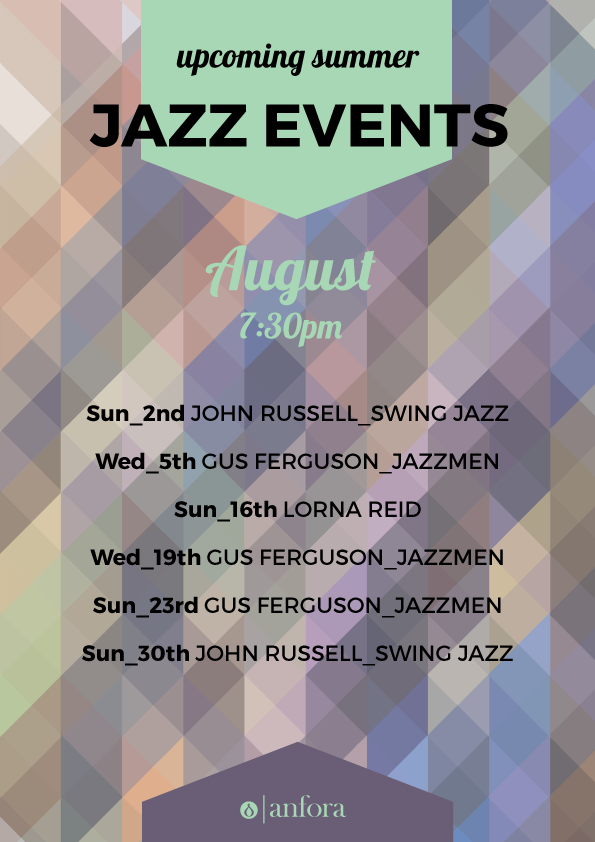 upcoming summer
JAZZ EVENTS
August
7:30pm
Sun_2nd JOHN RUSSELL_SWING JAZZ
Wed_5th GUS FERGUSON_JAZZMEN
Sun_16th LORNA REID
Wed_19th GUS FERGUSON_JAZZMEN
Sun_23rd GUS FERGUSON_JAZZMEN
Sun_30th JOHN RUSSELL_SWING JAZZ
anfora